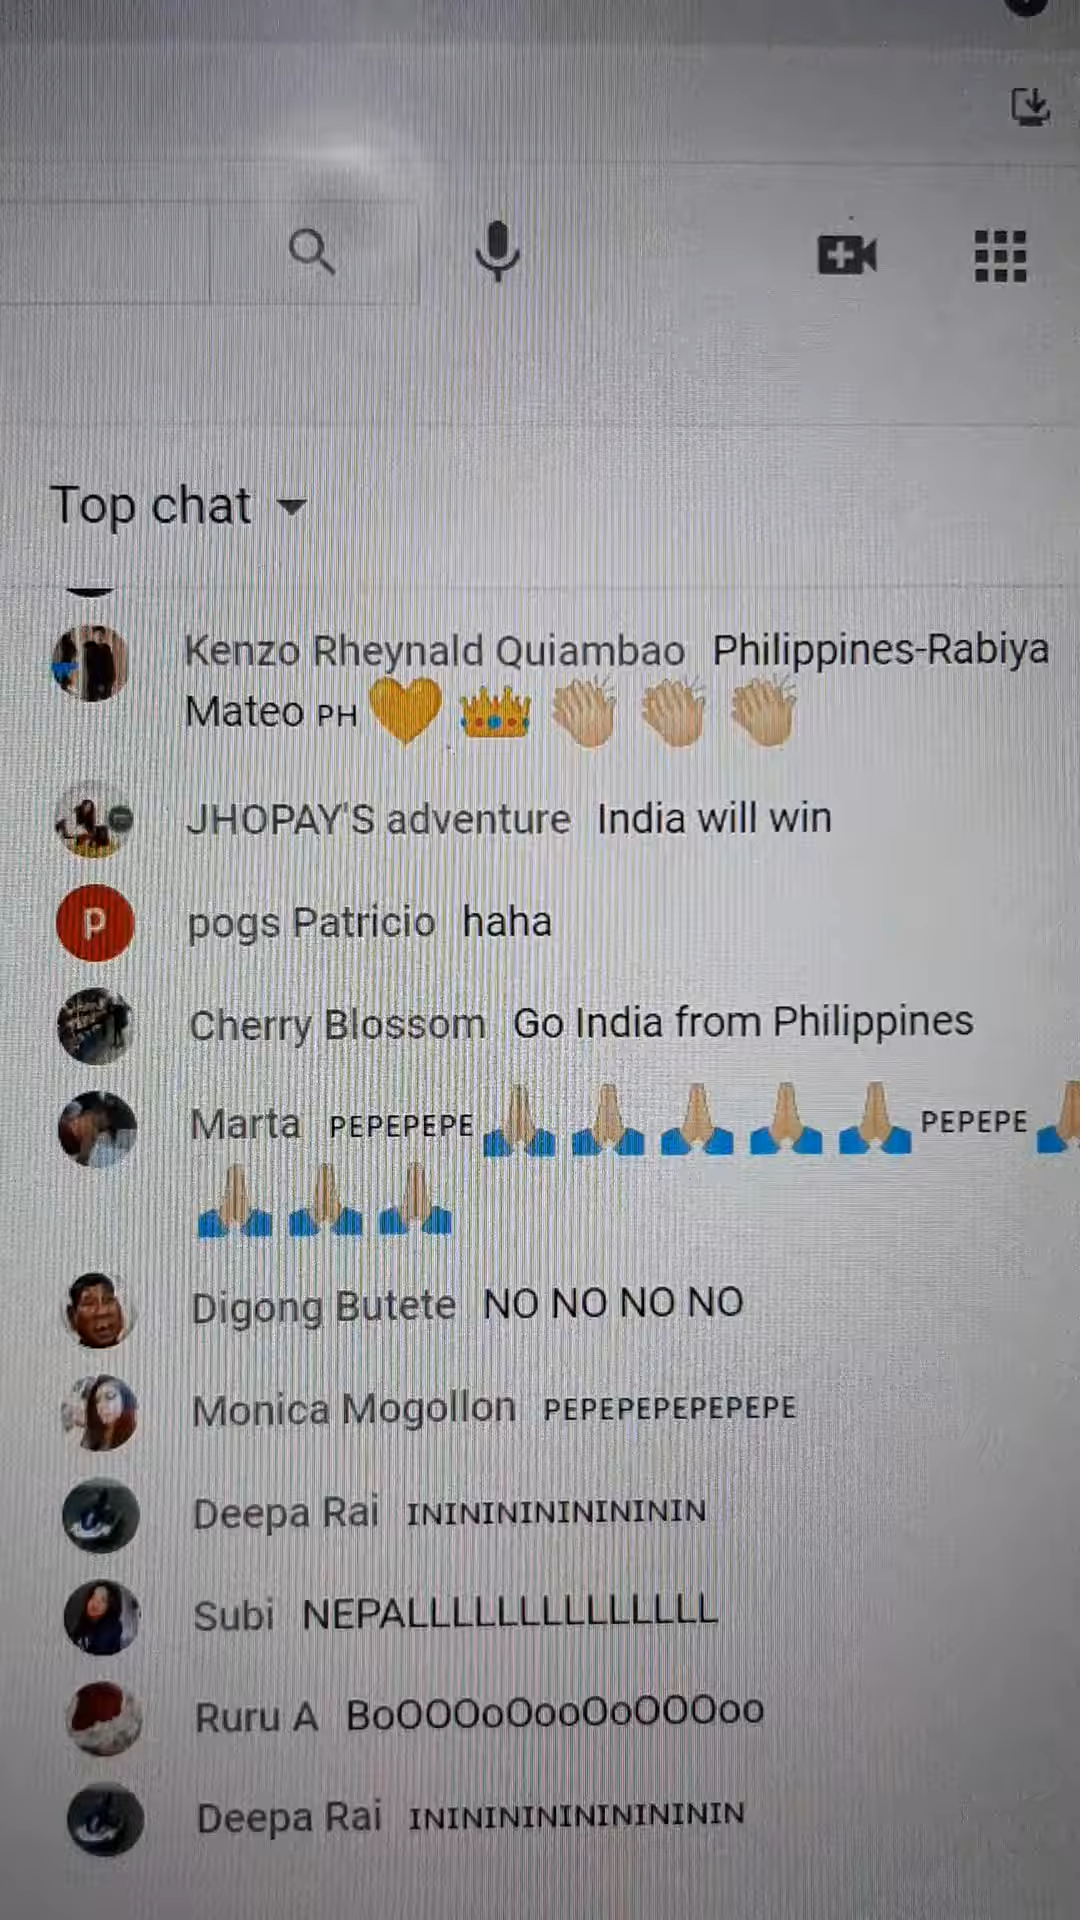 Top chat
Kenzo Rheynald Quiambao Philippines-Rabiya
Mateo PH 💛 👑 👏🏼 👏🏼 👏🏼
JHOPAY'S adventure India will win
P
pogs Patricio haha
Cherry Blossom Go India from Philippines
Marta PEPEPEPE 🙏🏼 🙏🏼 🙏🏼 🙏🏼 🙏🏼 PEPEPE 🙏🏼
🙏🏼 🙏🏼 🙏🏼
Digong Butete NO NO NO NO
Monica Mogollon PEPEPEPEPEPEPE
Deepa Rai ININININININININ
Subi NEPALLLLLLLLLLLLLL
Ruru A BoOOOoOooOoOOOoo
Deepa Rai INININININININININ